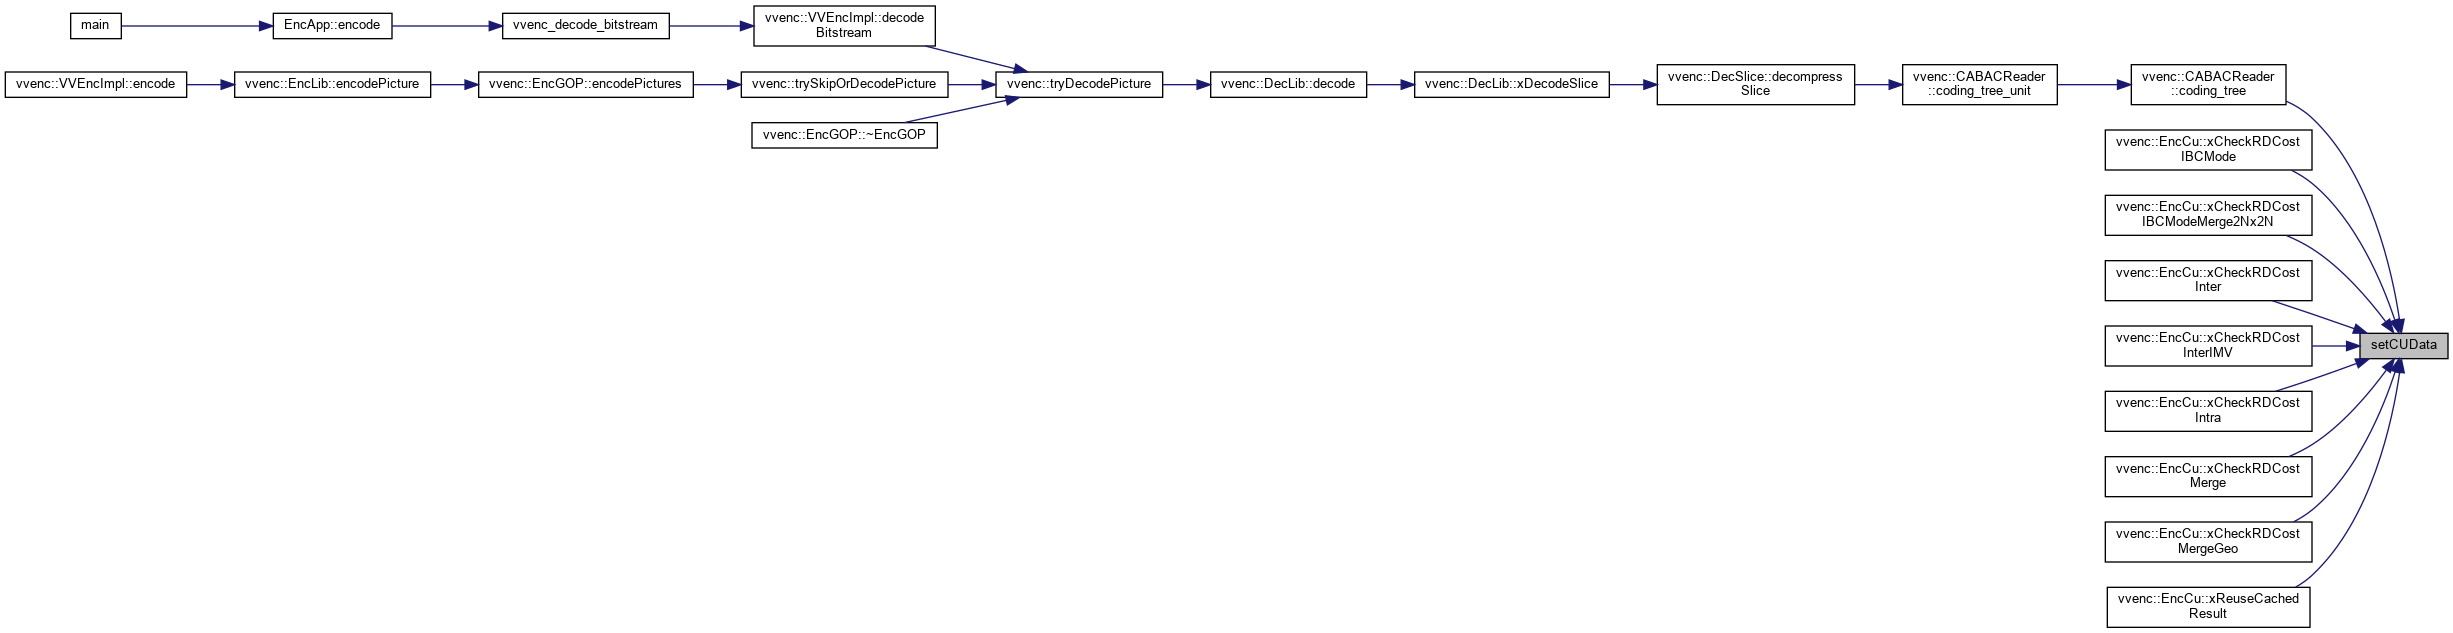 main
EncApp::encode
vvenc_decode_bitstream
vvenc::VVEncImpl::decode
Bitstream
vvenc::VVEncImpl::encode
vvenc::EncLib::encodePicture
vvenc::EncGOP::encodePictures
vvenc::trySkipOrDecodePicture
vvenc::tryDecodePicture
vvenc::DecLib::decode
vvenc::DecLib::xDecodeSlice
vvenc::DecSlice::decompress
Slice
vvenc::CABACReader
::coding_tree_unit
vvenc::CABACReader
::coding_tree
vvenc::EncGOP::~EncGOP
vvenc::EncCu::xCheckRDCost
IBCMode
vvenc::EncCu::xCheckRDCost
IBCModeMerge2Nx2N
vvenc::EncCu::xCheckRDCost
Inter
vvenc::EncCu::xCheckRDCost
InterIMV
setCUData
vvenc::EncCu::xCheckRDCost
Intra
vvenc::EncCu::xCheckRDCost
Merge
vvenc::EncCu::xCheckRDCost
MergeGeo
vvenc::EncCu::xReuseCached
Result